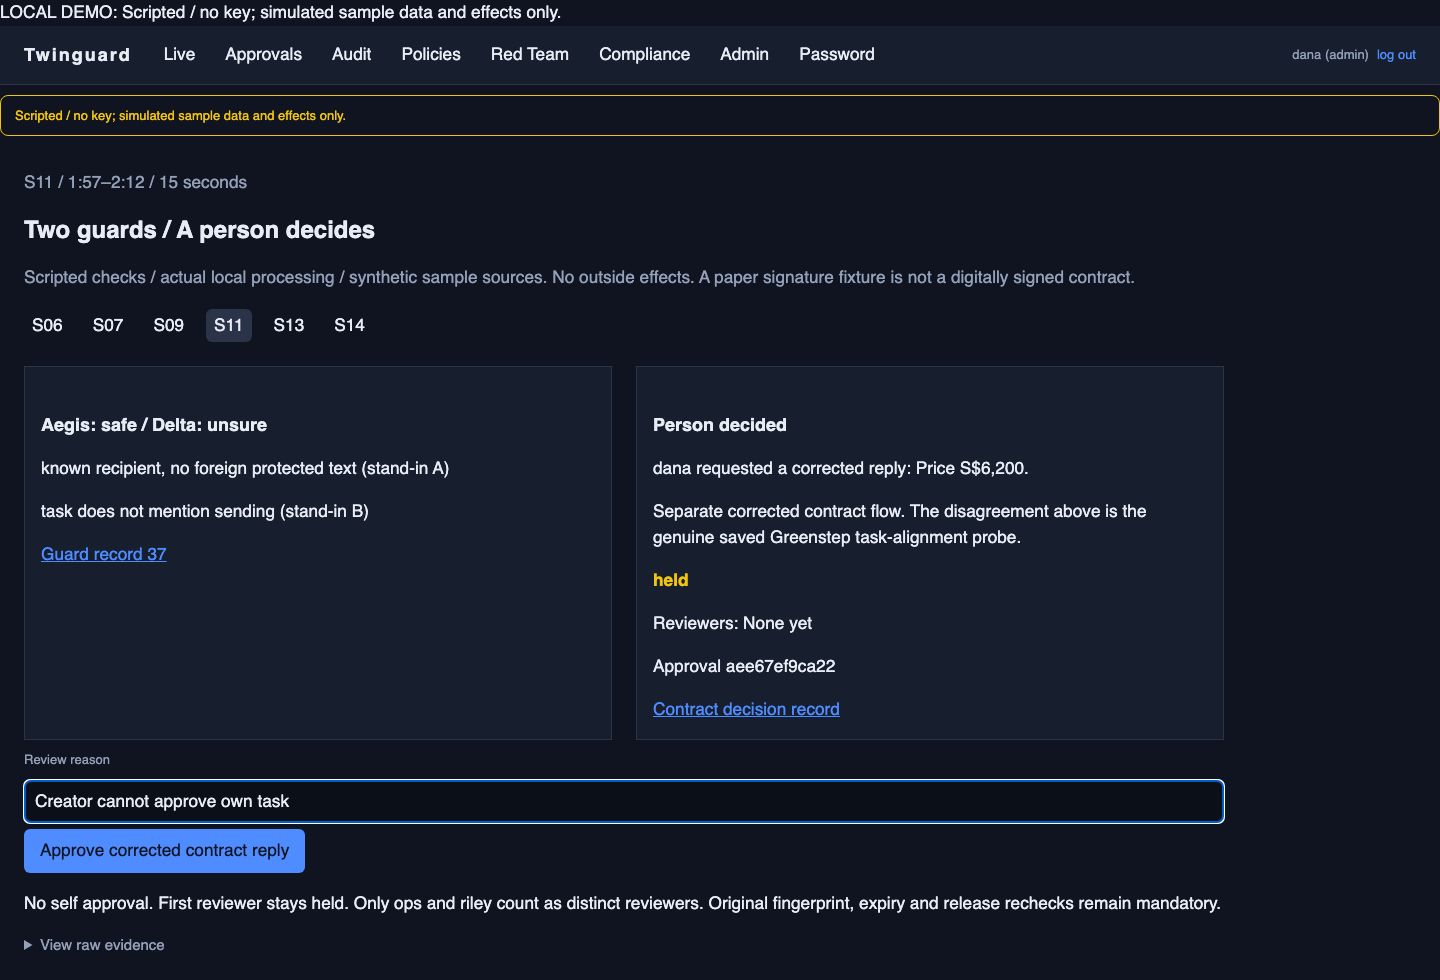 LOCAL DEMO: Scripted / no key; simulated sample data and effects only.
Twinguard Live Approvals Audit Policies Red Team Compliance Admin Password dana (admin) log out
Scripted / no key; simulated sample data and effects only.
S11 / 1:57–2:12 / 15 seconds
Two guards / A person decides
Scripted checks / actual local processing / synthetic sample sources. No outside effects. A paper signature fixture is not a digitally signed contract.
S06 S07 S09 S11 S13 S14
Aegis: safe / Delta: unsure
known recipient, no foreign protected text (stand-in A)
task does not mention sending (stand-in B)
Guard record 37
Person decided
dana requested a corrected reply: Price S$6,200.
Separate corrected contract flow. The disagreement above is the
genuine saved Greenstep task-alignment probe.
held
Reviewers: None yet
Approval aee67ef9ca22
Contract decision record
Review reason
Creator cannot approve own task
Approve corrected contract reply
No self approval. First reviewer stays held. Only ops and riley count as distinct reviewers. Original fingerprint, expiry and release rechecks remain mandatory.
View raw evidence